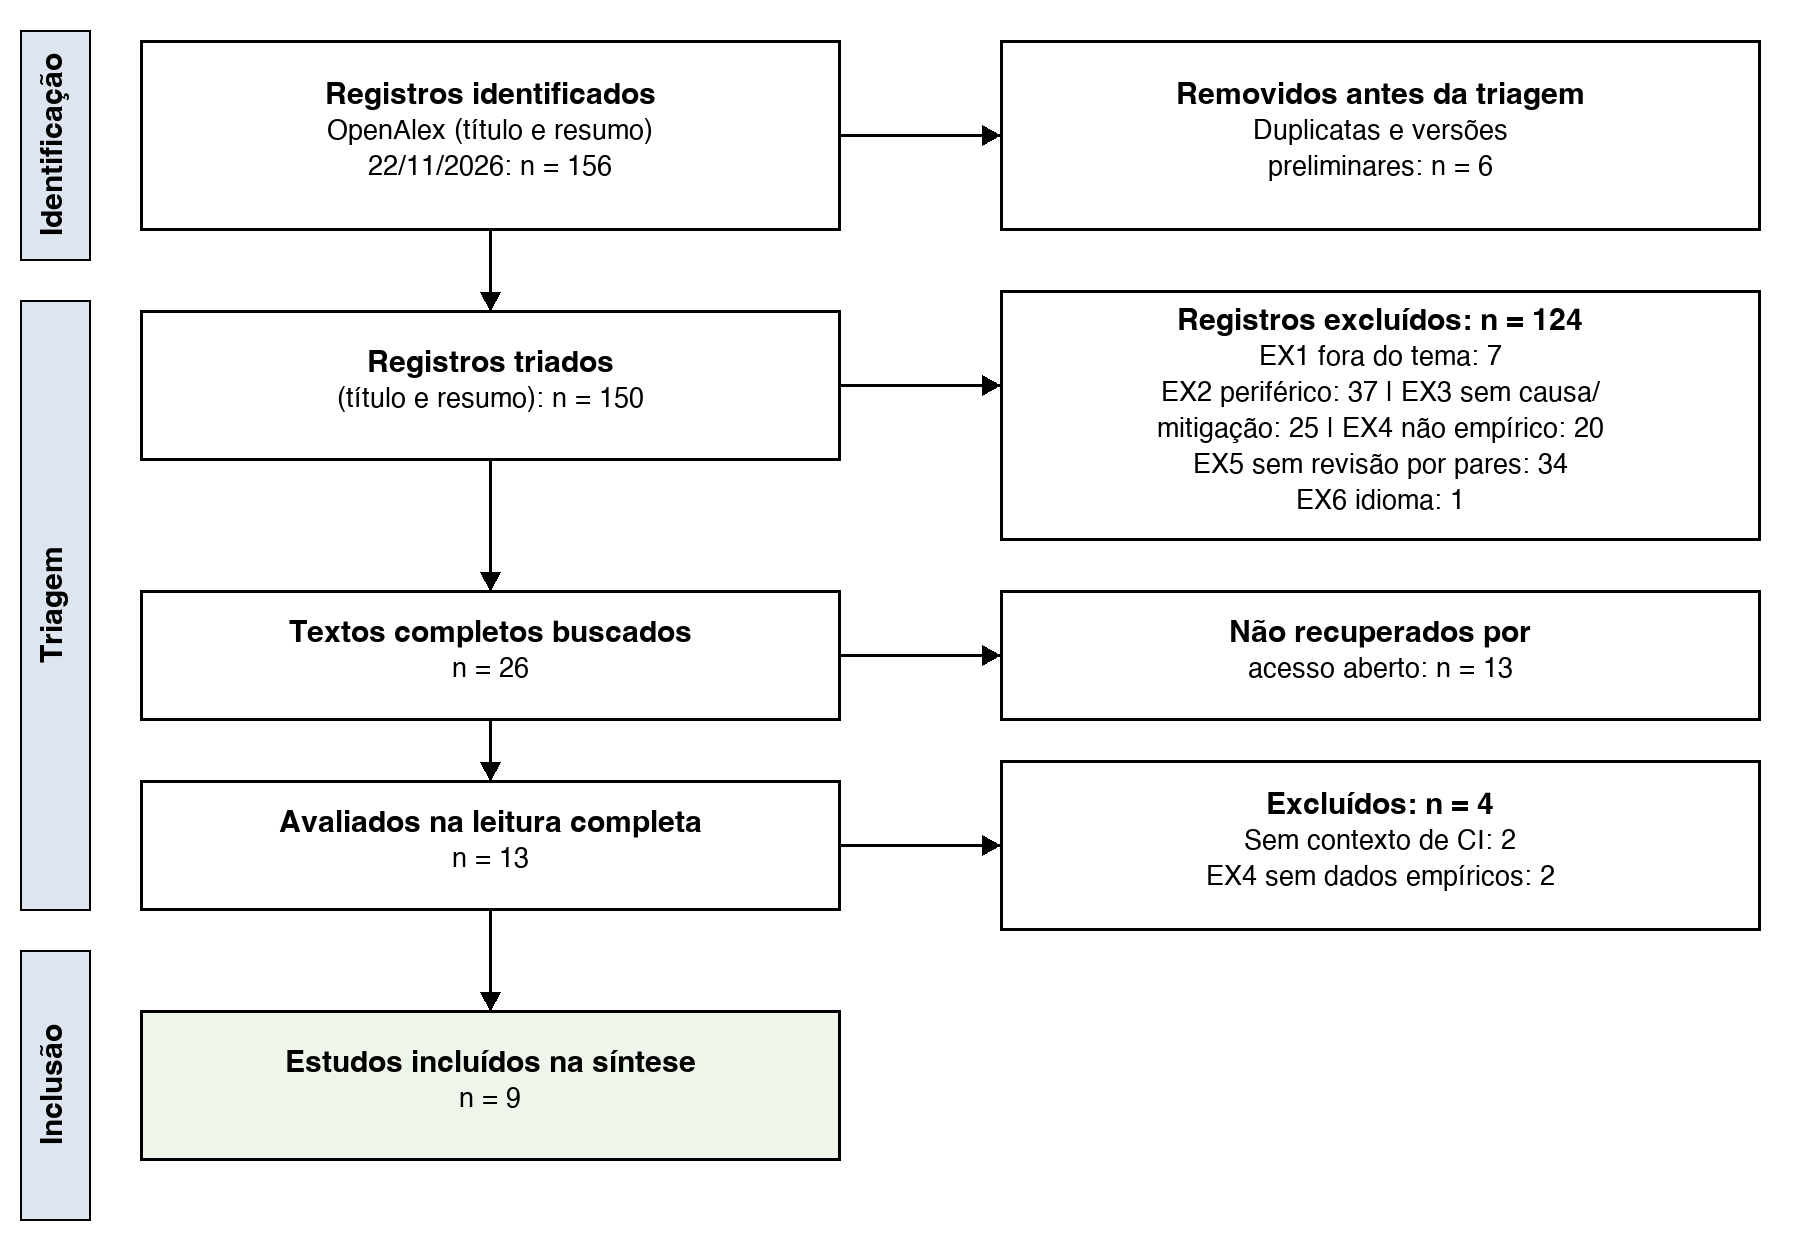 Identificação
Registros identificados
OpenAlex (título e resumo)
22/11/2026: n = 156
Removidos antes da triagem
Duplicatas e versões
preliminares: n = 6
Triagem
Registros triados
(título e resumo): n = 150
Registros excluídos: n = 124
EX1 fora do tema: 7
EX2 periférico: 37 | EX3 sem causa/
mitigação: 25 | EX4 não empírico: 20
EX5 sem revisão por pares: 34
EX6 idioma: 1
Textos completos buscados
n = 26
Não recuperados por
acesso aberto: n = 13
Avaliados na leitura completa
n = 13
Excluídos: n = 4
Sem contexto de CI: 2
EX4 sem dados empíricos: 2
Inclusão
Estudos incluídos na síntese
n = 9